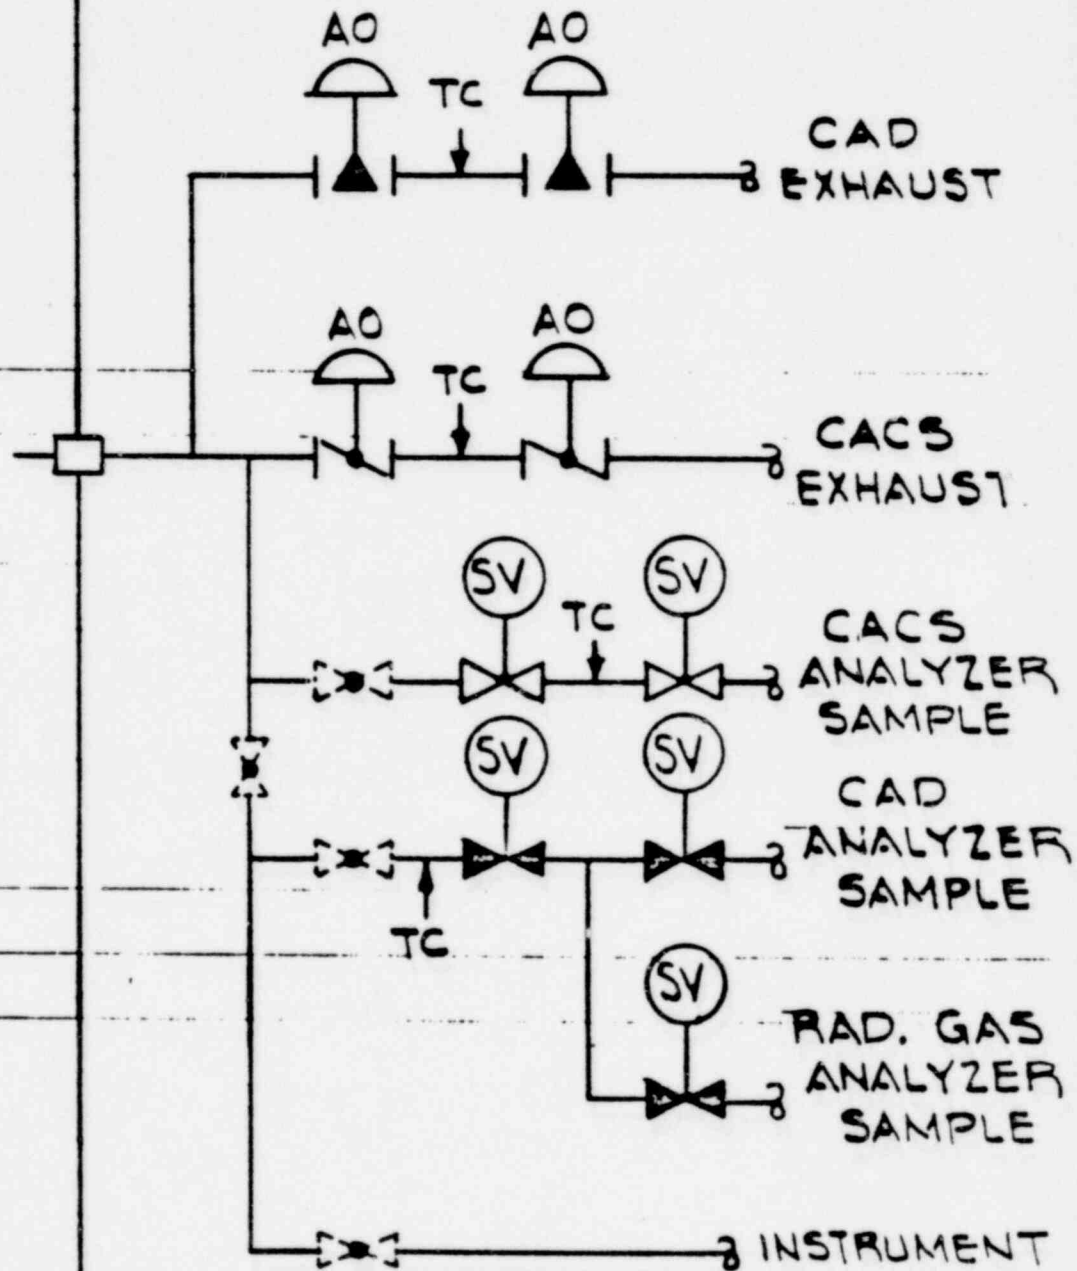 AO
AO
TC
CAD
EXHAUST
AO
AO
TC
CACS
EXHAUST
SV
SV
TC
CACS
ANALYZER
SAMPLE
SV
SV
CAD
ANALYZER
SAMPLE
TC
SV
RAD. GAS
ANALYZER
SAMPLE
INSTRUMENT